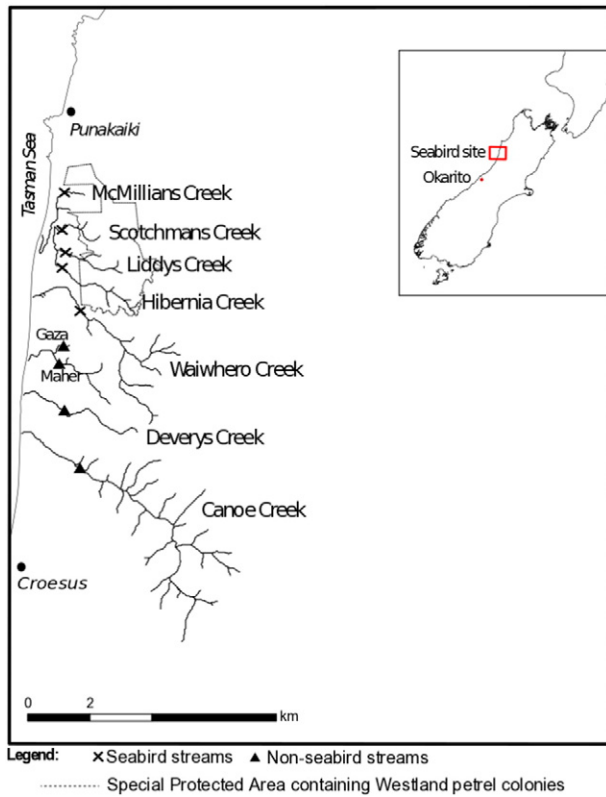 Punakaiki
Tasman Sea
McMillians Creek
Scotchmans Creek
Liddys Creek
Hibernia Creek
Gaza
Maher
Waiwhero Creek
Deverys Creek
Canoe Creek
Croesus
Seabird site
Okarito
0 2
km
Legend: Seabird streams Non-seabird streams
Special Protected Area containing Westland petrel colonies